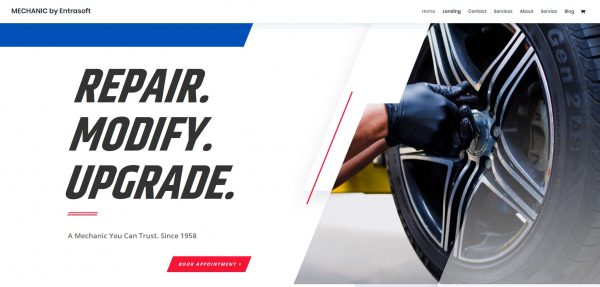 MECHANIC by Entrasoft
Home Landing Contact Services About Service Blog
REPAIR.
MODIFY.
UPGRADE.
A Mechanic You Can Trust. Since 1958
BOOK APPOINTMENT
Gen 2 AS